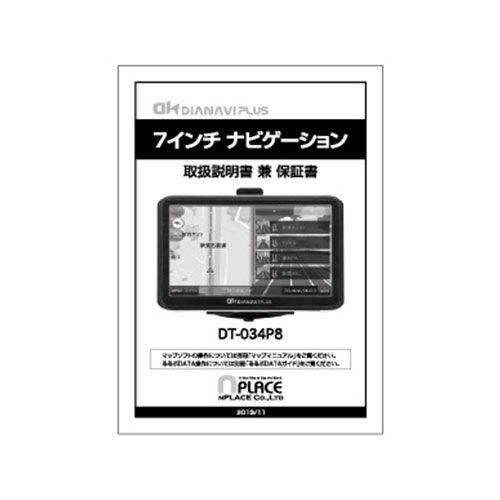 DIANAVI PLUS
7インチ ナビゲーション
取扱説明書 兼 保証書
DIANAVI PLUS
DT-034P8
マップソフトの操作については別冊「マップマニュアル」をご覧ください。
るるぶDATA操作については別冊「るるぶDATAガイド」をご覧ください。
nPLACE
NPLACE Co.,LTD
2019/11